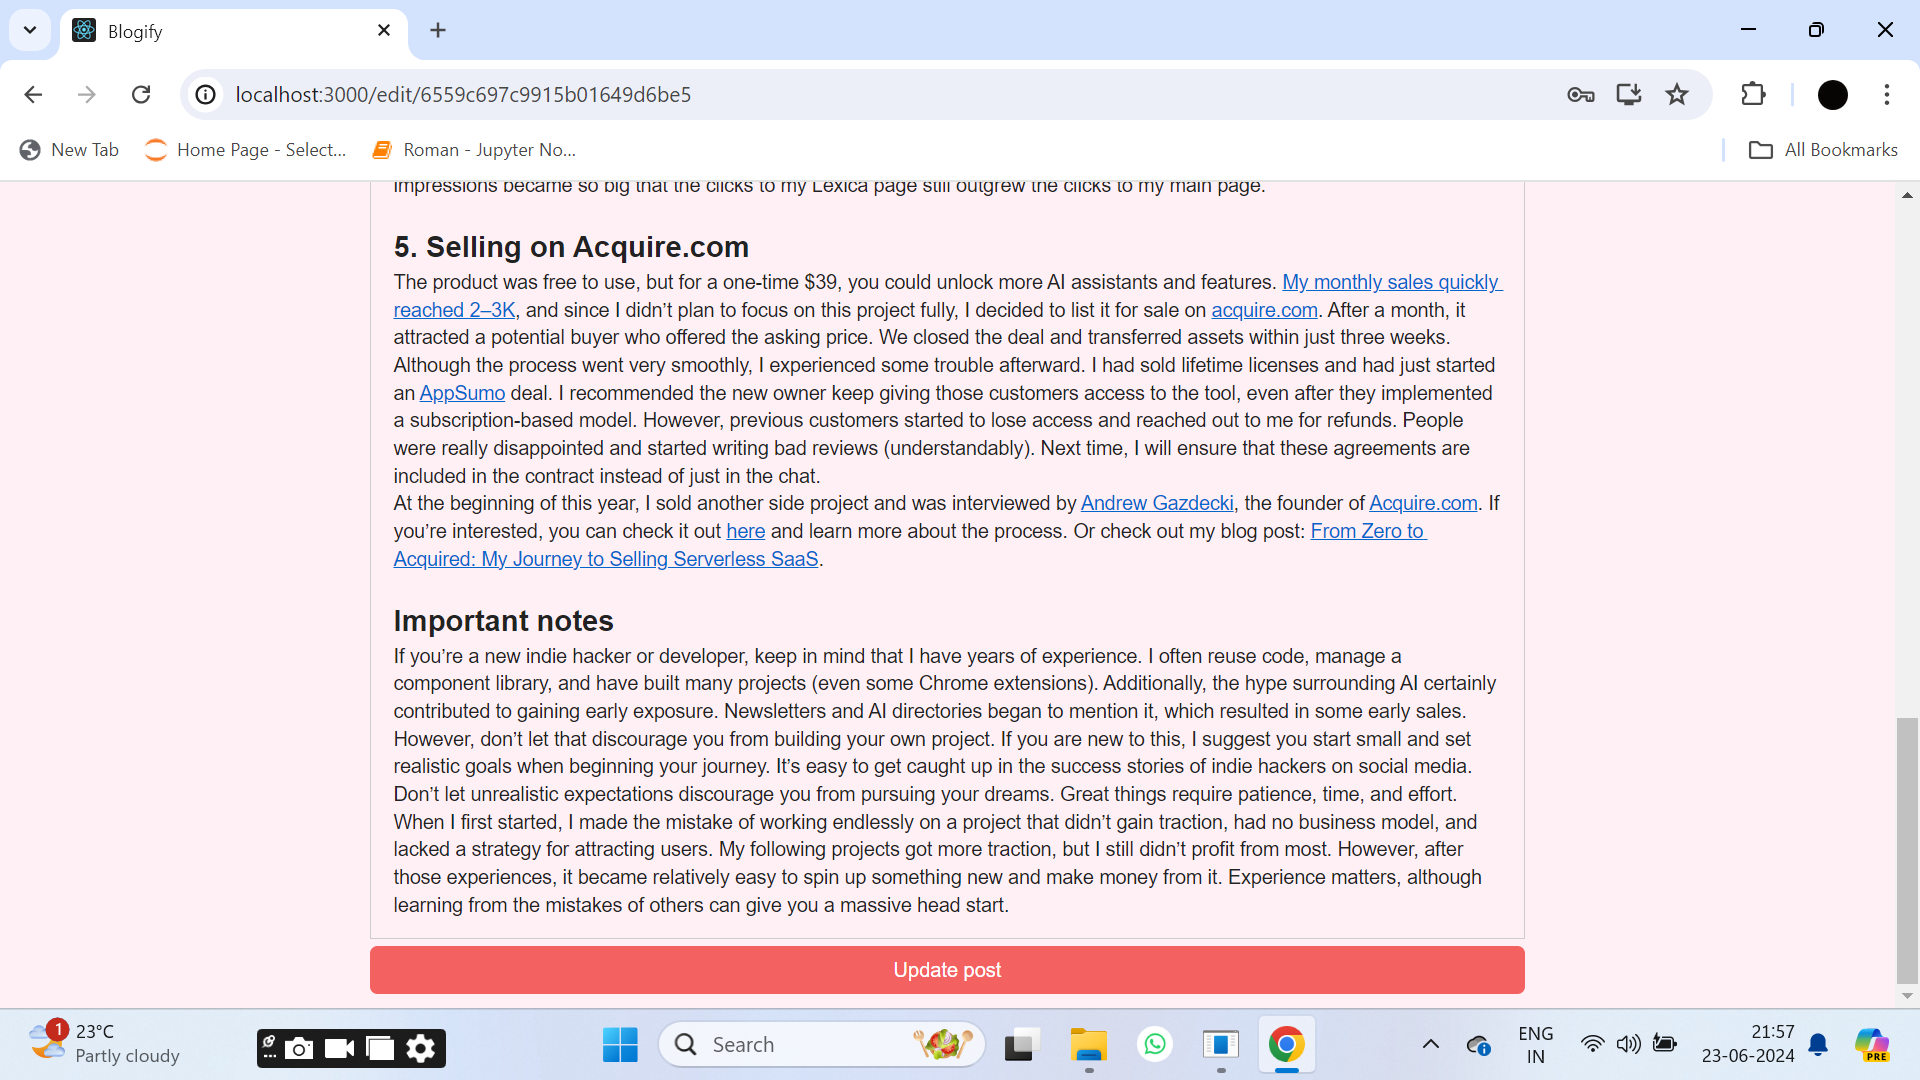 Blogify
localhost:3000/edit/6559c697c9915b01649d6be5
New Tab
Home Page - Select...
Roman - Jupyter No...
All Bookmarks
impressions became so big that the clicks to my Lexica page still outgrew the clicks to my main page.
5. Selling on Acquire.com
The product was free to use, but for a one-time $39, you could unlock more AI assistants and features. My monthly sales quickly
reached 2–3K, and since I didn’t plan to focus on this project fully, I decided to list it for sale on acquire.com. After a month, it
attracted a potential buyer who offered the asking price. We closed the deal and transferred assets within just three weeks.
Although the process went very smoothly, I experienced some trouble afterward. I had sold lifetime licenses and had just started
an AppSumo deal. I recommended the new owner keep giving those customers access to the tool, even after they implemented
a subscription-based model. However, previous customers started to lose access and reached out to me for refunds. People
were really disappointed and started writing bad reviews (understandably). Next time, I will ensure that these agreements are
included in the contract instead of just in the chat.
At the beginning of this year, I sold another side project and was interviewed by Andrew Gazdecki, the founder of Acquire.com. If
you’re interested, you can check it out here and learn more about the process. Or check out my blog post: From Zero to
Acquired: My Journey to Selling Serverless SaaS.
Important notes
If you’re a new indie hacker or developer, keep in mind that I have years of experience. I often reuse code, manage a
component library, and have built many projects (even some Chrome extensions). Additionally, the hype surrounding AI certainly
contributed to gaining early exposure. Newsletters and AI directories began to mention it, which resulted in some early sales.
However, don’t let that discourage you from building your own project. If you are new to this, I suggest you start small and set
realistic goals when beginning your journey. It’s easy to get caught up in the success stories of indie hackers on social media.
Don’t let unrealistic expectations discourage you from pursuing your dreams. Great things require patience, time, and effort.
When I first started, I made the mistake of working endlessly on a project that didn’t gain traction, had no business model, and
lacked a strategy for attracting users. My following projects got more traction, but I still didn’t profit from most. However, after
those experiences, it became relatively easy to spin up something new and make money from it. Experience matters, although
learning from the mistakes of others can give you a massive head start.
Update post
1
23°C
Partly cloudy
Search
ENG
IN
21:57
23-06-2024
PRE